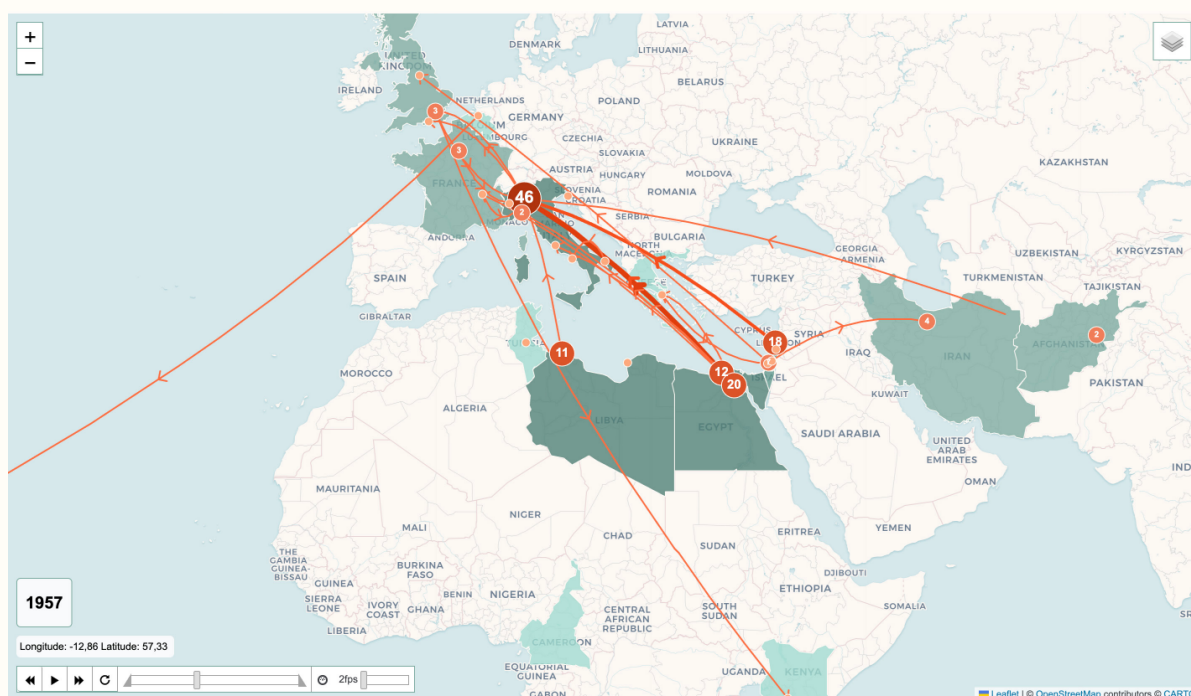 +
−
LATVIA
DENMARK
LITHUANIA
UNITED
KINGDOM
BELARUS
IRELAND
NETHERLANDS
POLAND
3
GERMANY
UKRAINE
CZECHIA
3
SLOVAKIA
KAZAKHSTAN
AUSTRIA
HUNGARY
MOLDOVA
FRANCE
SLOVENIA
CROATIA
ROMANIA
46
2
SERBIA
ANDORRA
BULGARIA
GEORGIA
UZBEKISTAN
KYRGYZSTAN
NORTH
ARMENIA
SPAIN
TURKEY
TURKMENISTAN
TAJIKISTAN
GIBRALTAR
CYPRUS
SYRIA
4
2
18
11
IRAQ
IRAN
AFGHANISTAN
MOROCCO
12
20
ISRAEL
PAKISTAN
KUWAIT
ALGERIA
LIBYA
EGYPT
SAUDI ARABIA
UNITED
ARAB
EMIRATES
IND
OMAN
MAURITANIA
NIGER
MALI
CHAD
SUDAN
ERITREA
YEMEN
THE
GAMBIA
GUINEA-
BISSAU
BURKINA
FASO
DJIBOUTI
GUINEA
SIERRA
LEONE
IVORY
COAST
GHANA
BENIN
NIGERIA
ETHIOPIA
SOMALIA
SOUTH
SUDAN
CENTRAL
AFRICAN
REPUBLIC
LIBERIA
CAMEROON
1957
Longitude: -12,86 Latitude: 57,33
EQUATORIAL
GUINEA
UGANDA
KENYA
2fps
GABON
Leaflet | © OpenStreetMap contributors © CART